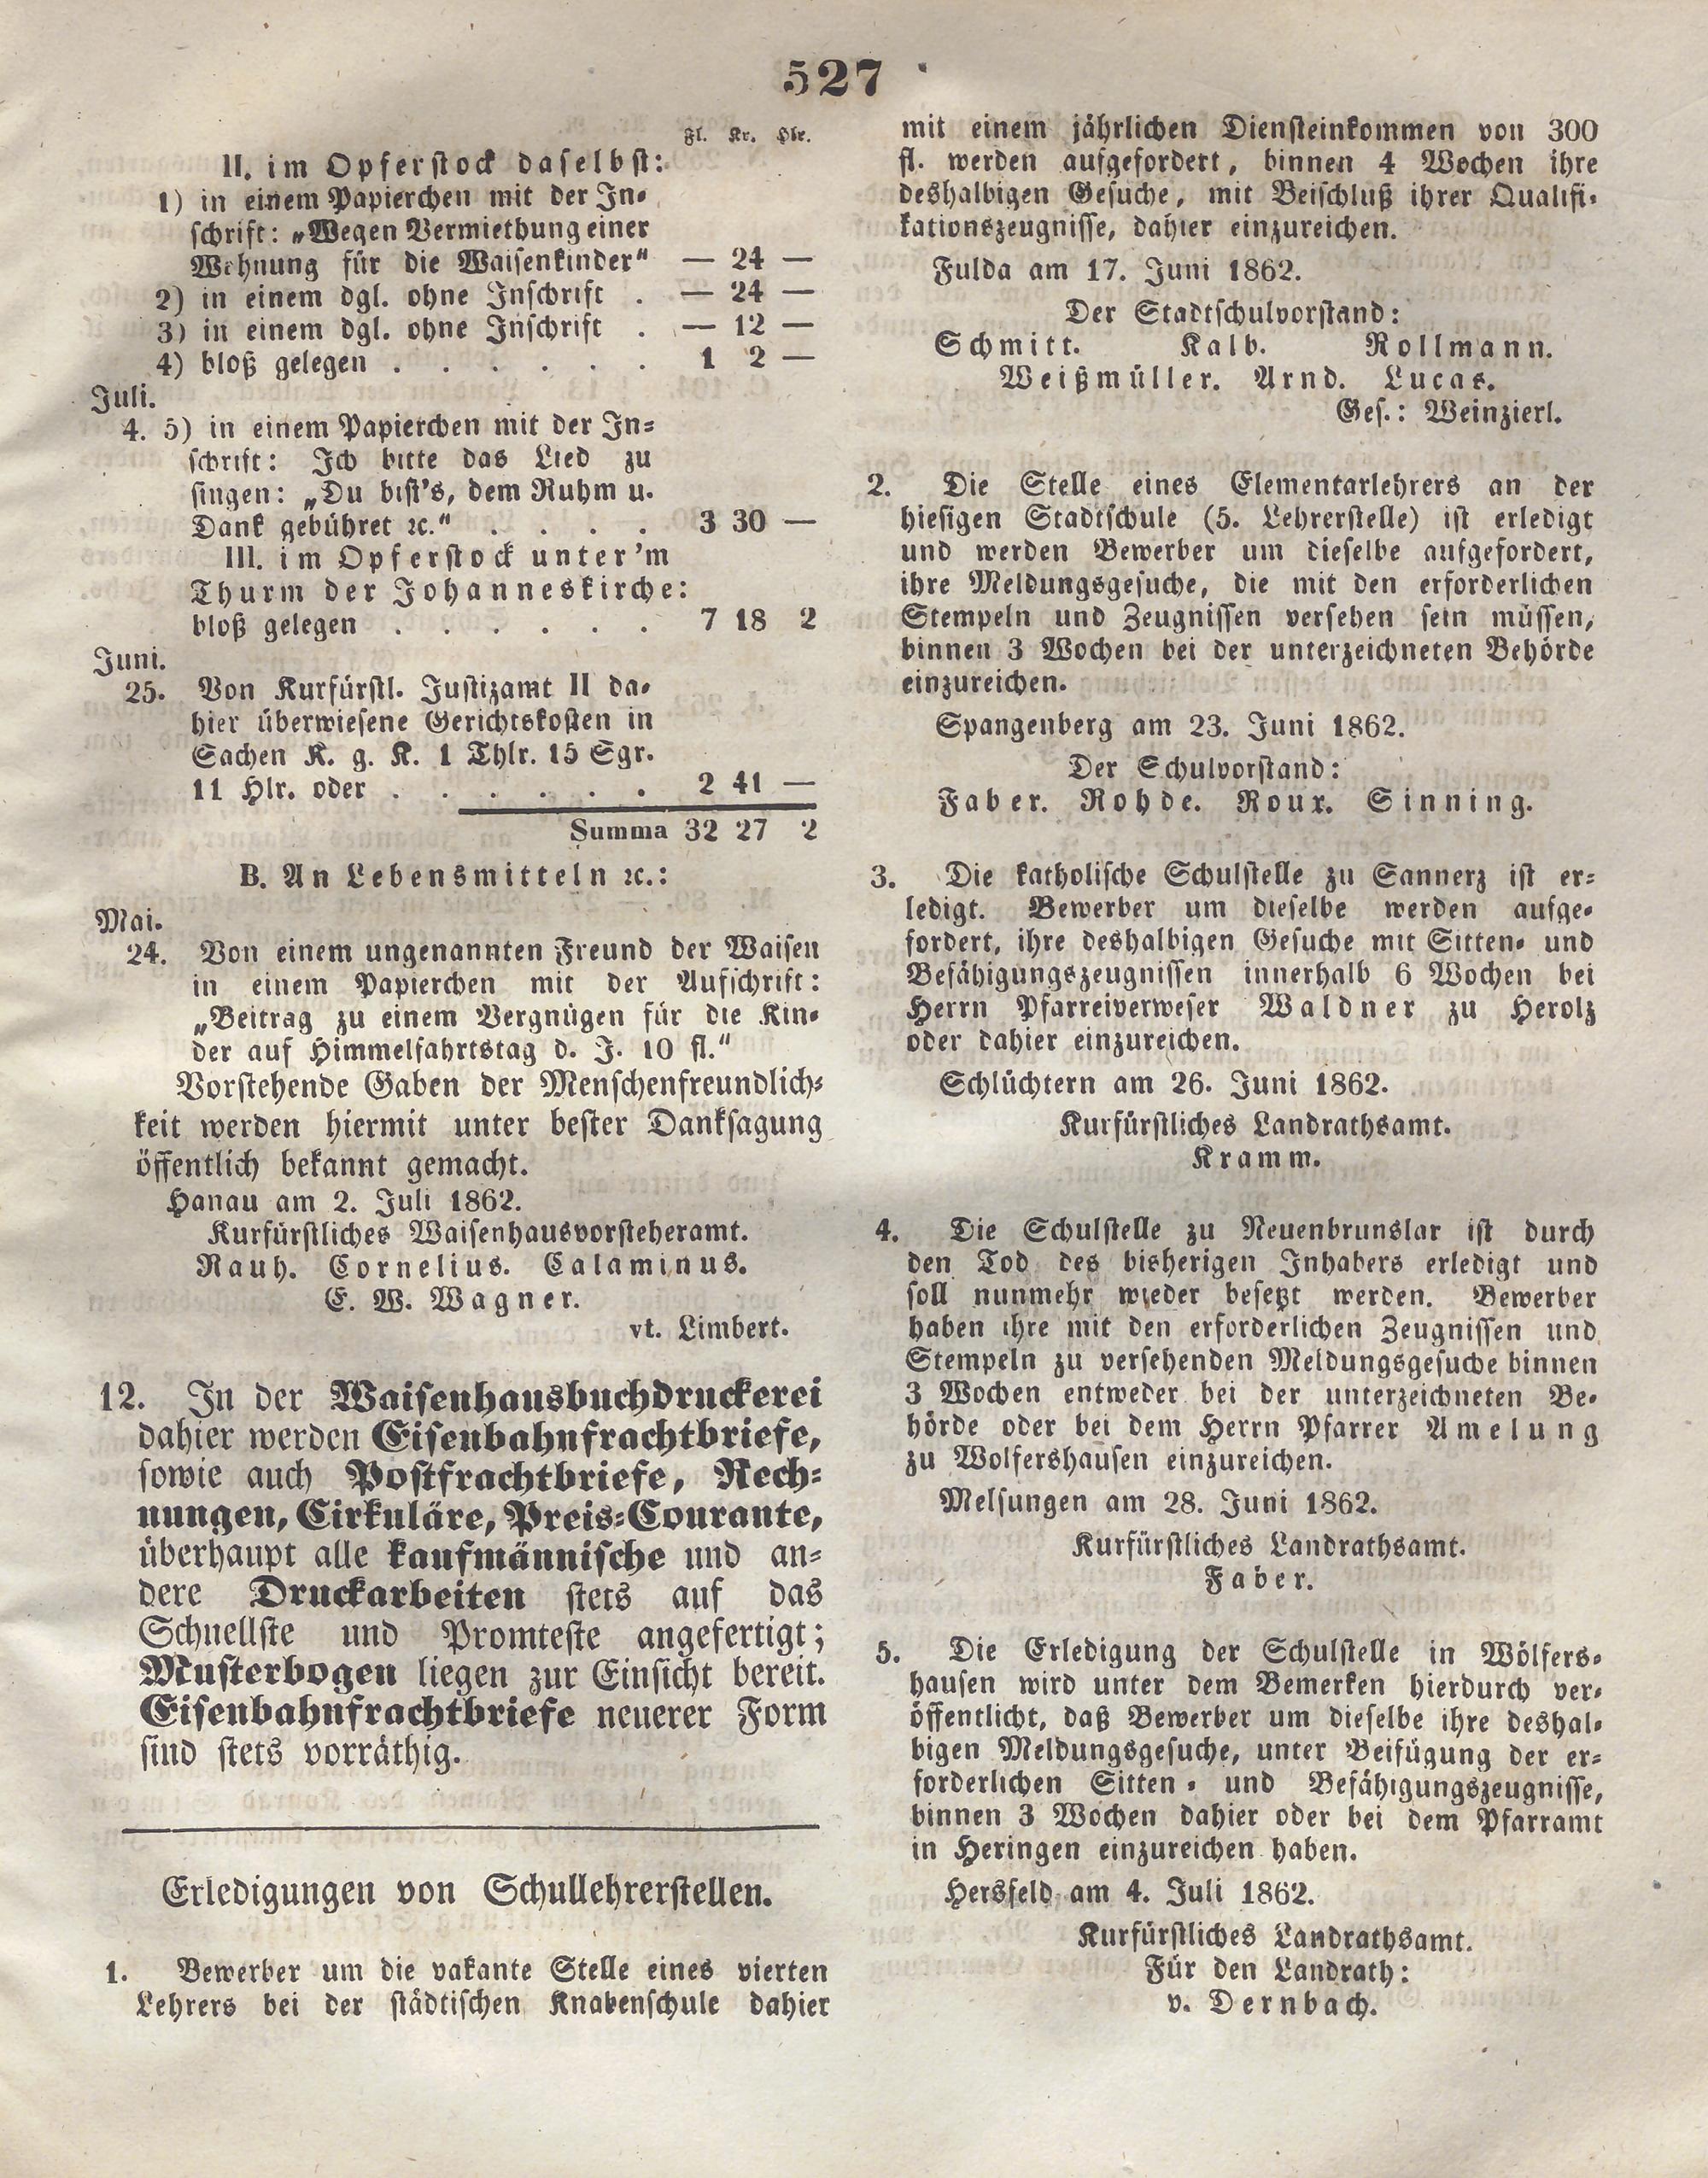 527
Fl. Kr. Hlr.
II. im Opferstock daselbst:
1) in einem Papierchen mit der In-
schrift: „Wegen Vermiethung einer
Wohnung für die Waisenkinder“ — 24 —
2) in einem dgl. ohne Inschrift . — 24 —
3) in einem dgl. ohne Inschrift . — 12 —
4) bloß gelegen . . . . . . 1 2 —
Juli.
4. 5) in einem Papierchen mit der In-
schrift: Ich bitte das Lied zu
singen: „Du bist's, dem Ruhm u.
Dank gebühret ꝛc.“ . . . . 3 30 —
III. im Opferstock unter'm
Thurm der Johanneskirche:
bloß gelegen . . . . . . 7 18 2
Juni.
25. Von Kurfürstl. Justizamt II da-
hier überwiesene Gerichtskosten in
Sachen K. g. K. 1 Thlr. 15 Sgr.
11 Hlr. oder . . . . . . 2 41 —
Summa 32 27 2
B. An Lebensmitteln ꝛc.:
Mai.
24. Von einem ungenannten Freund der Waisen
in einem Papierchen mit der Aufschrift:
„Beitrag zu einem Vergnügen für die Kin-
der auf Himmelfahrtstag d. J. 10 fl.“
Vorstehende Gaben der Menschenfreundlich-
keit werden hiermit unter bester Danksagung
öffentlich bekannt gemacht.
Hanau am 2. Juli 1862.
Kurfürstliches Waisenhausvorsteheramt.
Rauh. Cornelius. Calaminus.
E. W. Wagner.
vt. Limbert.
12. In der Waisenhausbuchdruckerei
dahier werden Eisenbahnfrachtbriefe,
sowie auch Postfrachtbriefe, Rech-
nungen, Cirkuläre, Preis-Courante,
überhaupt alle kaufmännische und an-
dere Druckarbeiten stets auf das
Schnellste und Promteste angefertigt;
Musterbogen liegen zur Einsicht bereit.
Eisenbahnfrachtbriefe neuerer Form
sind stets vorräthig.
Erledigungen von Schullehrerstellen.
1. Bewerber um die vakante Stelle eines vierten
Lehrers bei der städtischen Knabenschule dahier
mit einem jährlichen Diensteinkommen von 300
fl. werden aufgefordert, binnen 4 Wochen ihre
deshalbigen Gesuche, mit Beischluß ihrer Qualifi-
kationszeugnisse, dahier einzureichen.
Fulda am 17. Juni 1862.
Der Stadtschulvorstand:
Schmitt. Kalb. Rollmann.
Weißmüller. Arnd. Lucas.
Ges.: Weinzierl.
2. Die Stelle eines Elementarlehrers an der
hiesigen Stadtschule (5. Lehrerstelle) ist erledigt
und werden Bewerber um dieselbe aufgefordert,
ihre Meldungsgesuche, die mit den erforderlichen
Stempeln und Zeugnissen versehen sein müssen,
binnen 3 Wochen bei der unterzeichneten Behörde
einzureichen.
Spangenberg am 23. Juni 1862.
Der Schulvorstand:
Faber. Rohde. Roux. Sinning.
3. Die katholische Schulstelle zu Sannerz ist er-
ledigt. Bewerber um dieselbe werden aufge-
fordert, ihre deshalbigen Gesuche mit Sitten- und
Befähigungszeugnissen innerhalb 6 Wochen bei
Herrn Pfarreiverweser Waldner zu Herolz
oder dahier einzureichen.
Schlüchtern am 26. Juni 1862.
Kurfürstliches Landrathsamt.
Kramm.
4. Die Schulstelle zu Neuenbrunslar ist durch
den Tod des bisherigen Inhabers erledigt und
soll nunmehr wieder besetzt werden. Bewerber
haben ihre mit den erforderlichen Zeugnissen und
Stempeln zu versehenden Meldungsgesuche binnen
3 Wochen entweder bei der unterzeichneten Be-
hörde oder bei dem Herrn Pfarrer Amelung
zu Wolfershausen einzureichen.
Melsungen am 28. Juni 1862.
Kurfürstliches Landrathsamt.
Faber.
5. Die Erledigung der Schulstelle in Wölfers-
hausen wird unter dem Bemerken hierdurch ver-
öffentlicht, daß Bewerber um dieselbe ihre deshal-
bigen Meldungsgesuche, unter Beifügung der er-
forderlichen Sitten- und Befähigungszeugnisse,
binnen 3 Wochen dahier oder bei dem Pfarramt
in Heringen einzureichen haben.
Hersfeld am 4. Juli 1862.
Kurfürstliches Landrathsamt.
Für den Landrath:
v. Dernbach.